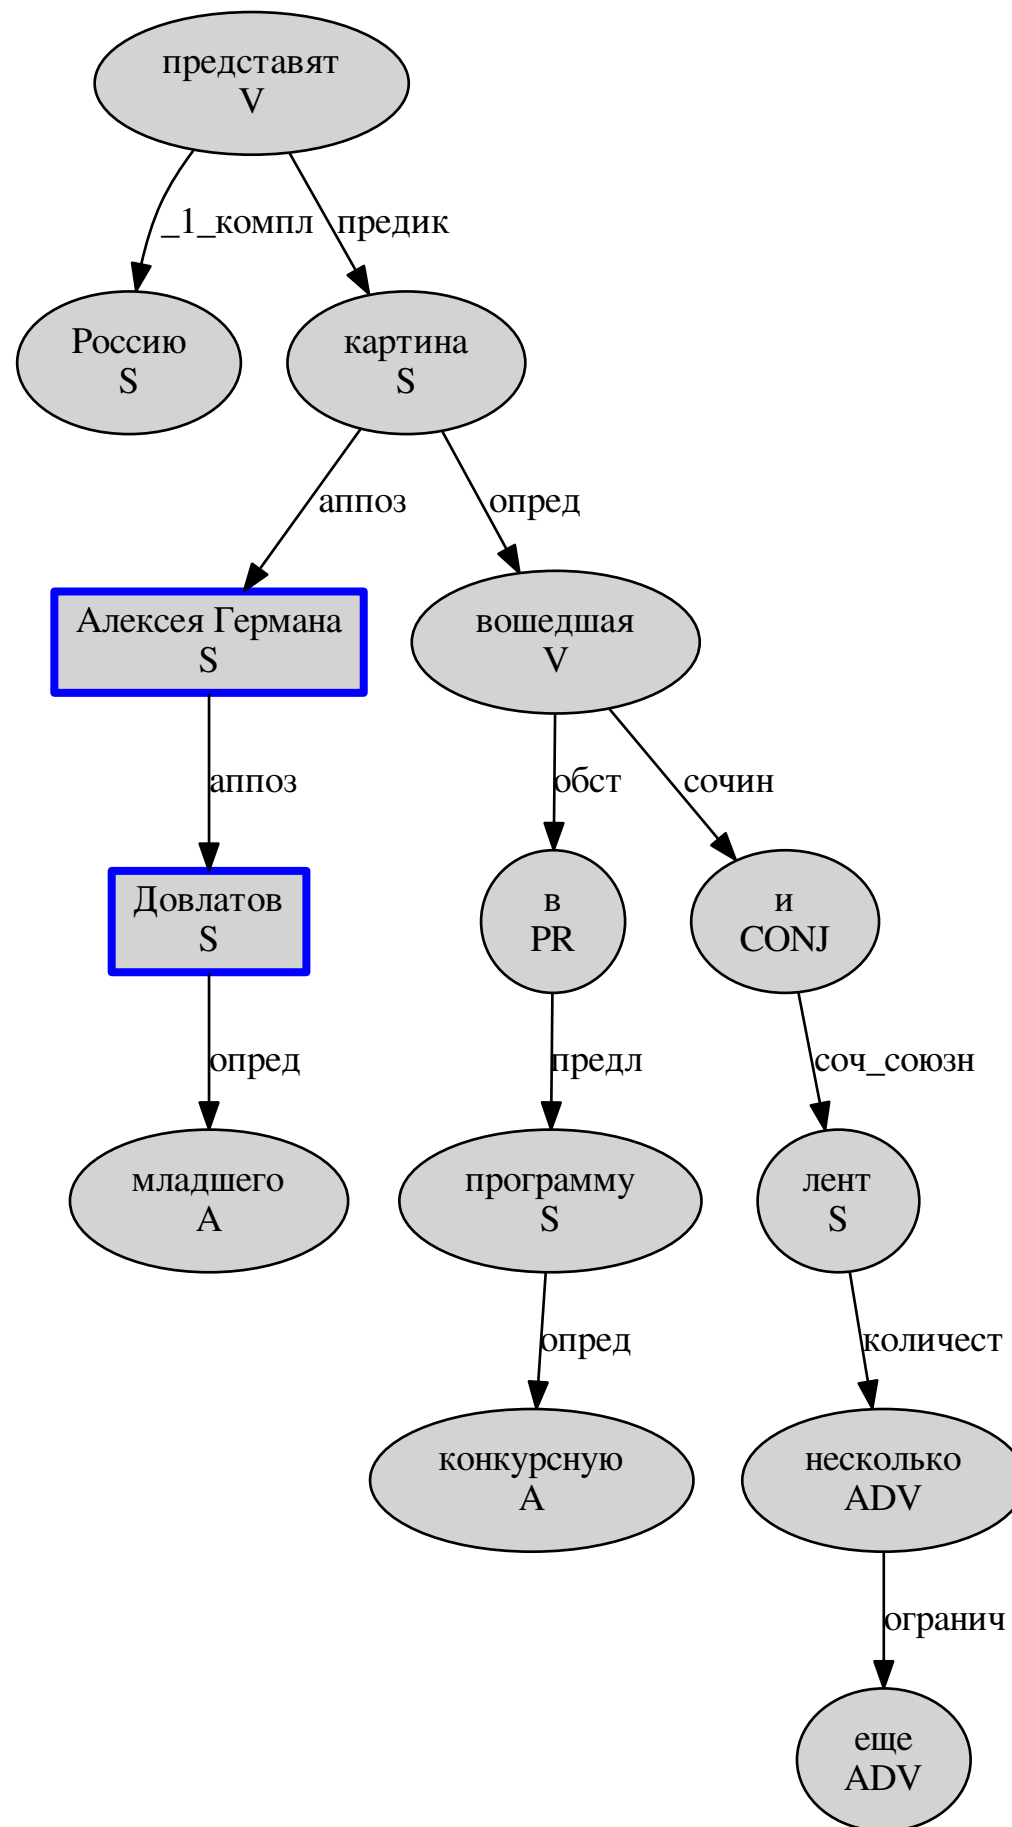 представят
V
_1_компл
предик
Россию
S
картина
S
аппоз
опред
Алексея Германа
S
вошедшая
V
аппоз
обст
сочин
Довлатов
S
в
PR
и
CONJ
опред
предл
соч_союзн
младшего
A
программу
S
лент
S
опред
количест
конкурсную
A
несколько
ADV
огранич
еще
ADV